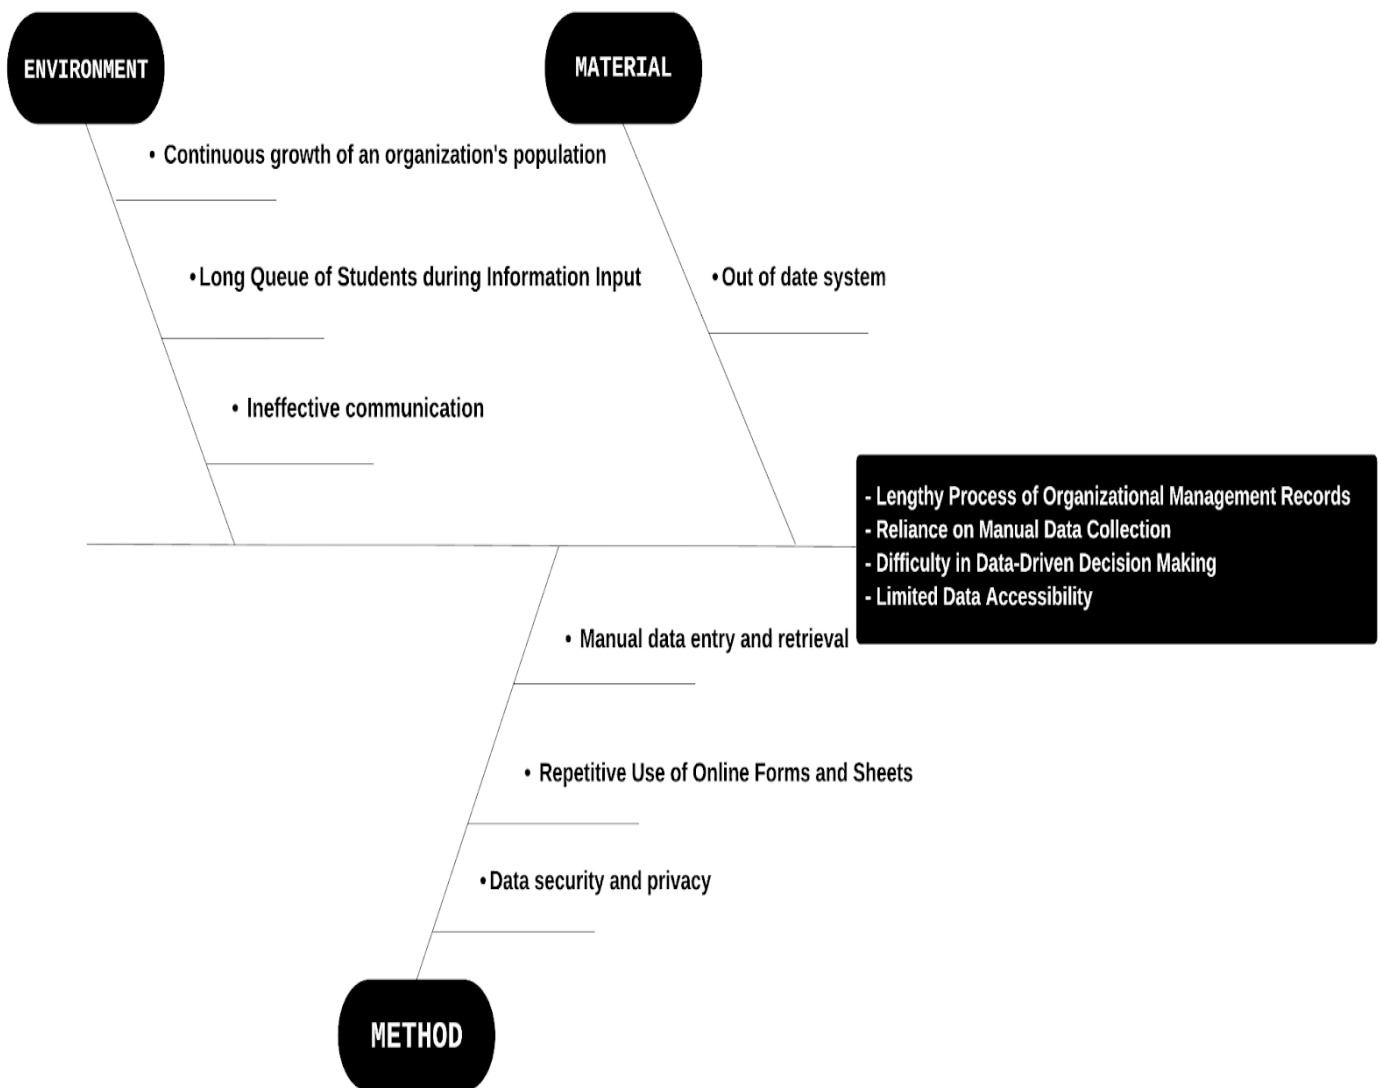 ENVIRONMENT
MATERIAL
• Continuous growth of an organization's population
•Long Queue of Students during Information Input
•Out of date system
• Ineffective communication
- Lengthy Process of Organizational Management Records
- Reliance on Manual Data Collection
- Difficulty in Data-Driven Decision Making
- Limited Data Accessibility
• Manual data entry and retrieval
• Repetitive Use of Online Forms and Sheets
•Data security and privacy
METHOD